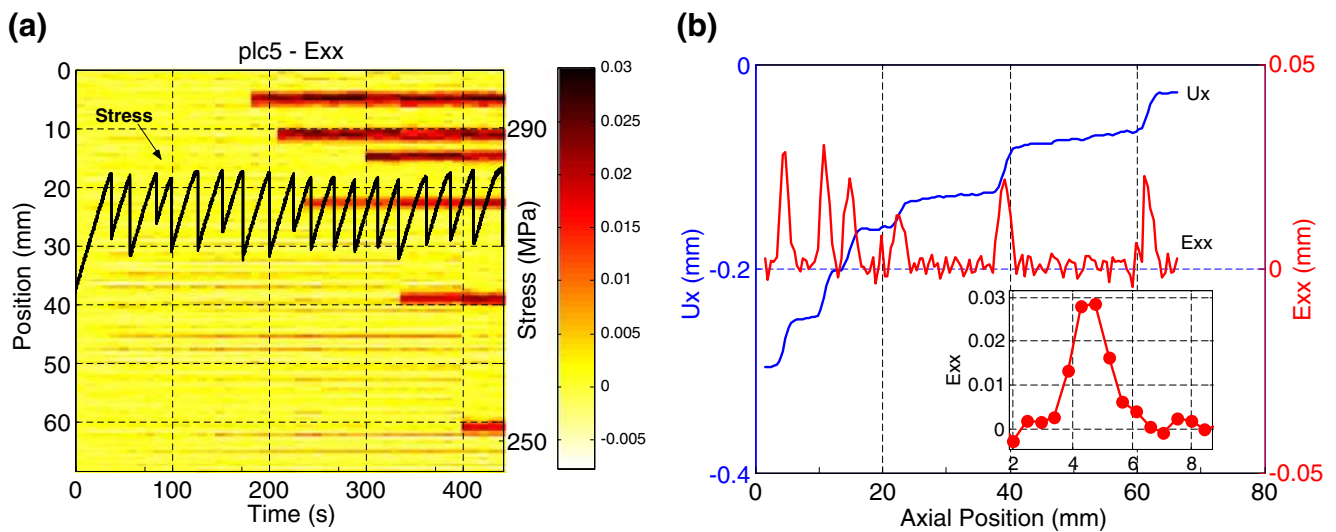 (a)
plc5 - Exx
Position (mm)
0
10
20
30
40
50
60
Stress
290
250
Stress (MPa)
0 100 200 300 400
Time (s)
0.03
0.025
0.02
0.015
0.01
0.005
0
-0.005
(b)
Ux (mm)
0
-0.2
-0.4
Ux
Exx
0.05
0
-0.05
Exx (mm)
Exx
0.03
0.02
0.01
0
2 4 6 8
0 20 40 60 80
Axial Position (mm)